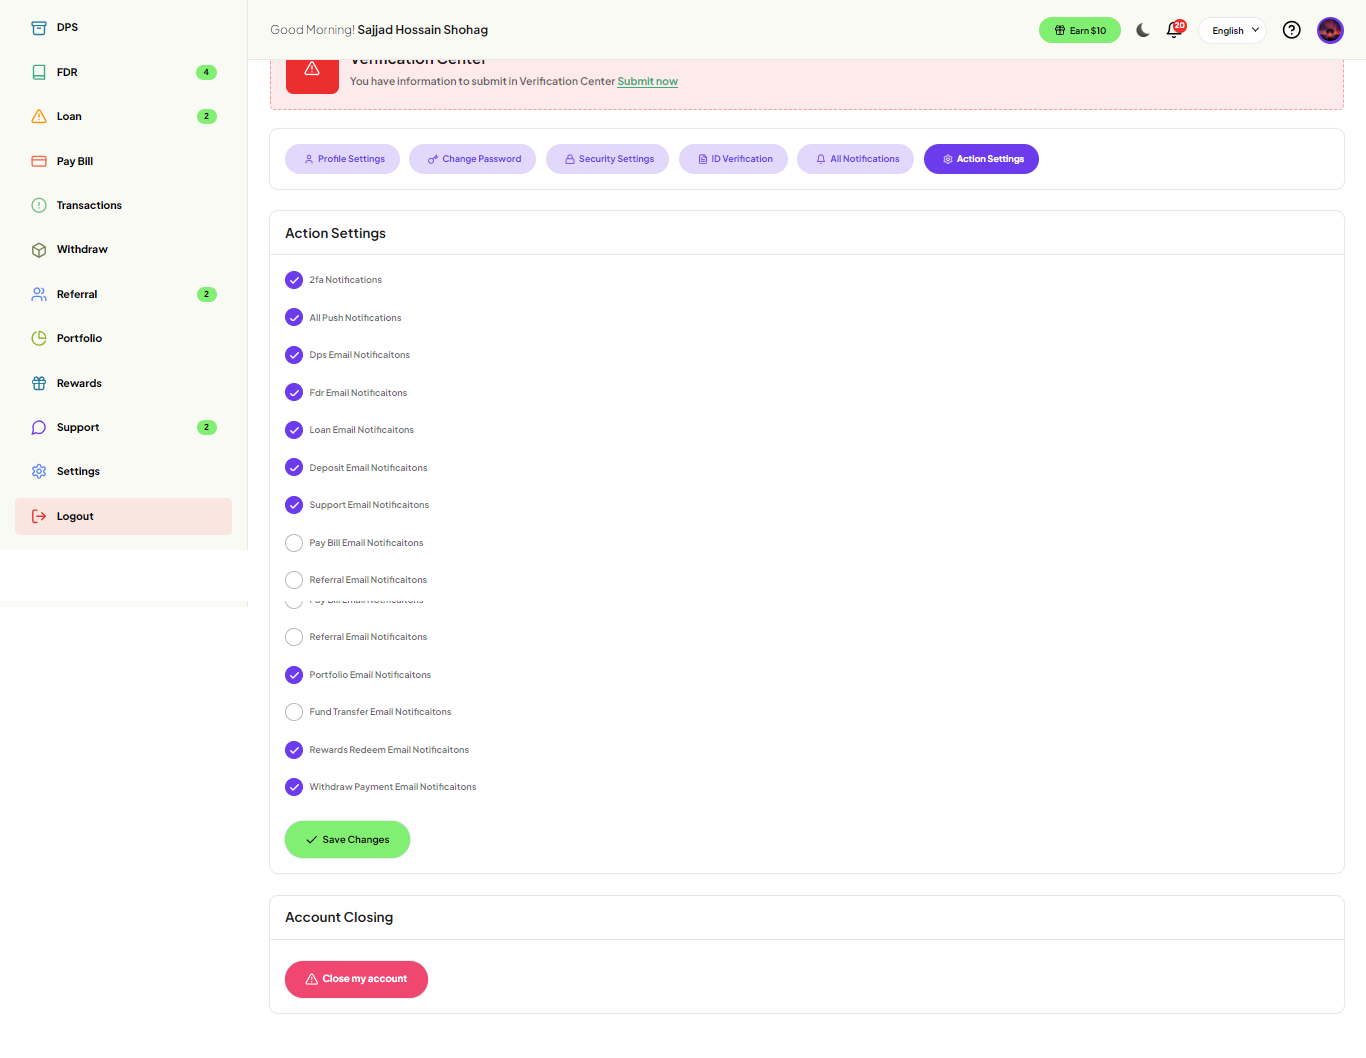 DPS
FDR 4
Loan 2
Pay Bill
Transactions
Withdraw
Referral 2
Portfolio
Rewards
Support 2
Settings
Logout
Good Morning! Sajjad Hossain Shohag
Earn $10
20
English
Verification Center
You have information to submit in Verification Center Submit now
Profile Settings
Change Password
Security Settings
ID Verification
All Notifications
Action Settings
Action Settings
2fa Notifications
All Push Notifications
Dps Email Notificaitons
Fdr Email Notificaitons
Loan Email Notificaitons
Deposit Email Notificaitons
Support Email Notificaitons
Pay Bill Email Notificaitons
Referral Email Notificaitons
Pay Bill Email Notificaitons
Referral Email Notificaitons
Portfolio Email Notificaitons
Fund Transfer Email Notificaitons
Rewards Redeem Email Notificaitons
Withdraw Payment Email Notificaitons
Save Changes
Account Closing
Close my account